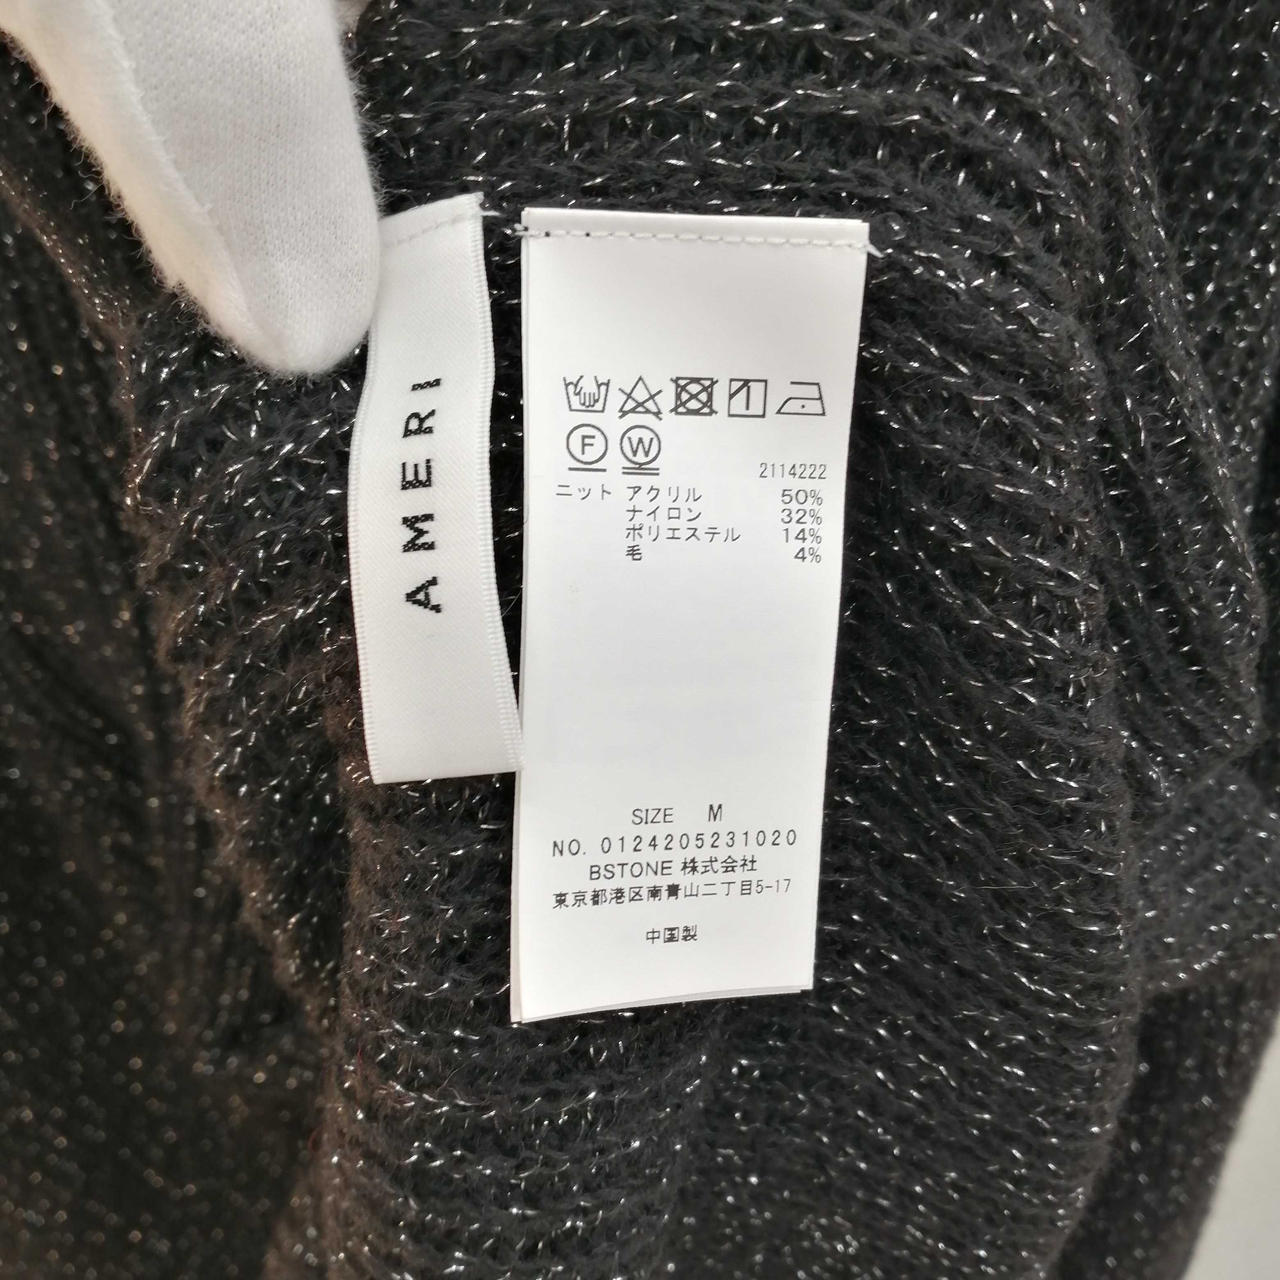 AMERI
F W
2114222
ニット アクリル 50%
ナイロン 32%
ポリエステル 14%
毛 4%
SIZE M
NO. 0124205231020
BSTONE 株式会社
東京都港区南青山二丁目5-17
中国製